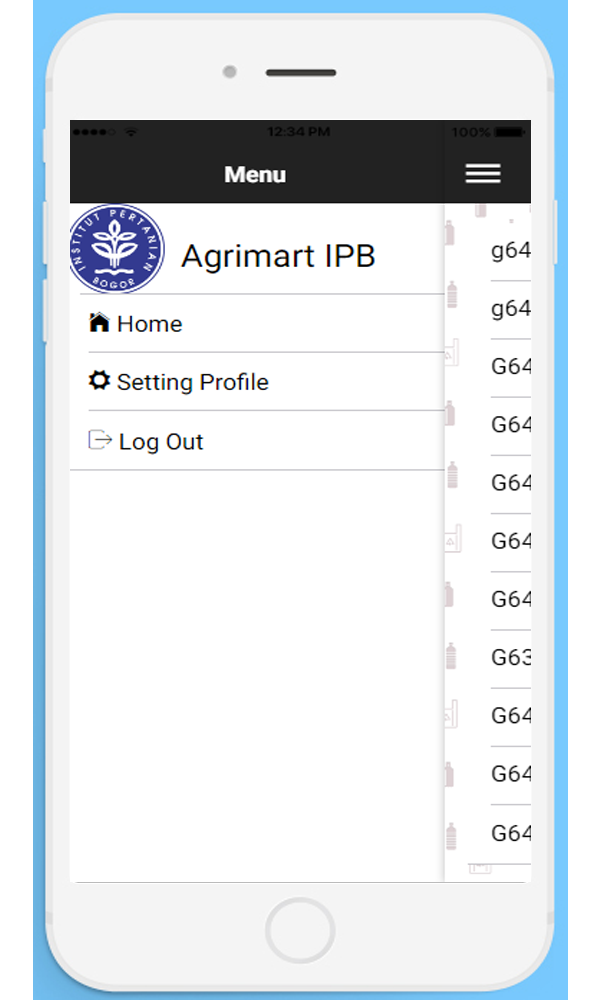 12:34 PM
100%
Menu
INSTITUT PERTANIAN
BOGOR
Agrimart IPB
Home
Setting Profile
Log Out
g64
g64
G64
G64
G64
G64
G64
G63
G64
G64
G64